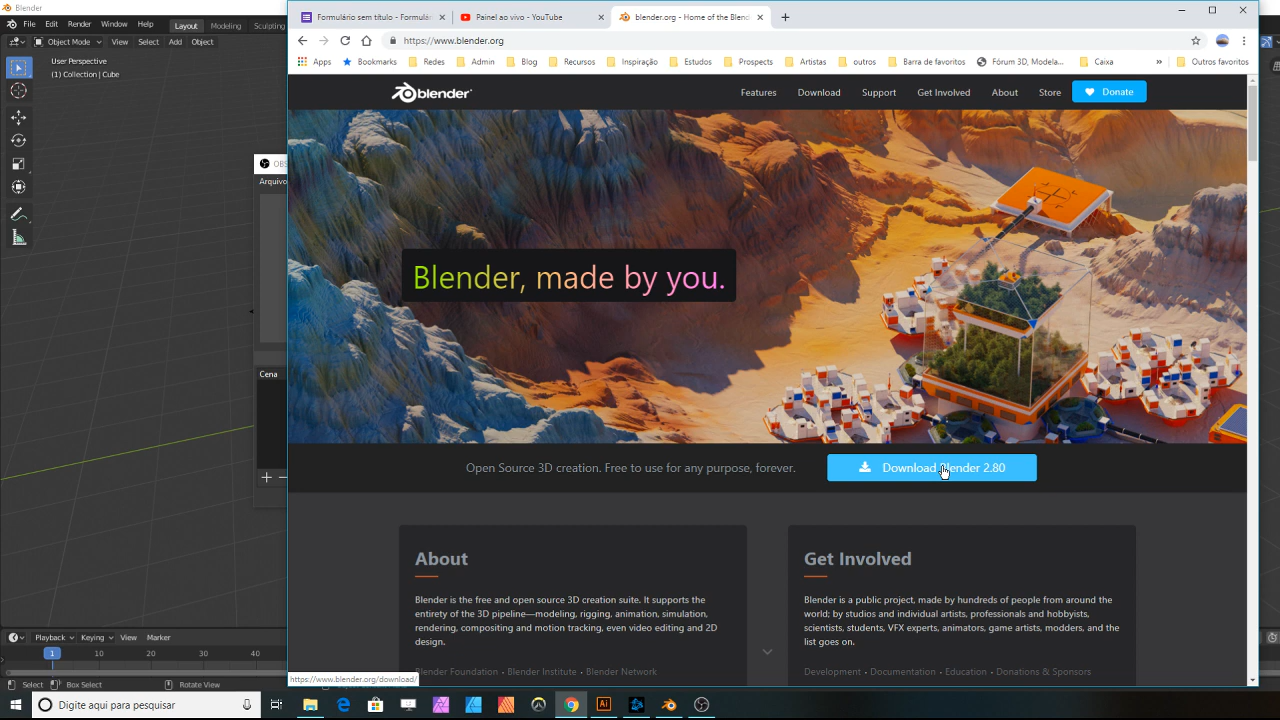 Blender
File Edit Render Window Help Layout Modeling Sculpting
Object Mode View Select Add Object
User Perspective
(1) Collection | Cube
OBS
Arquivo
Cena
Playback Keying View Marker
1 10 20 30 40
Select Box Select Rotate View
Formulário sem título - Formulár
Painel ao vivo - YouTube
blender.org - Home of the Blend
https://www.blender.org
Apps Bookmarks Redes Admin Blog Recursos Inspiração Estudos Prospects Artistas outros Barra de favoritos Fórum 3D, Modela... Caixa » Outros favoritos
blender
Features Download Support Get Involved About Store Donate
Blender, made by you.
Open Source 3D creation. Free to use for any purpose, forever.
Download Blender 2.80
About
Blender is the free and open source 3D creation suite. It supports the
entirety of the 3D pipeline—modeling, rigging, animation, simulation,
rendering, compositing and motion tracking, even video editing and 2D
design.
Blender Foundation • Blender Institute • Blender Network
Get Involved
Blender is a public project, made by hundreds of people from around the
world; by studios and individual artists, professionals and hobbyists,
scientists, students, VFX experts, animators, game artists, modders, and the
list goes on.
Development • Documentation • Education • Donations & Sponsors
https://www.blender.org/download/
Digite aqui para pesquisar
Ai